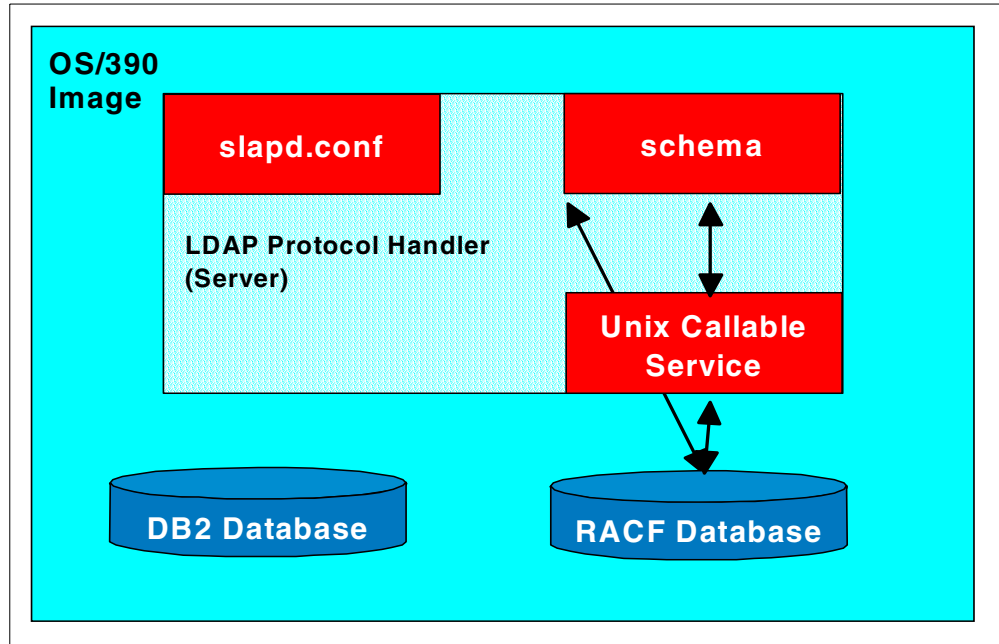 OS/390
Image
slapd.conf
schema
LDAP Protocol Handler
(Server)
Unix Callable
Service
DB2 Database
RACF Database